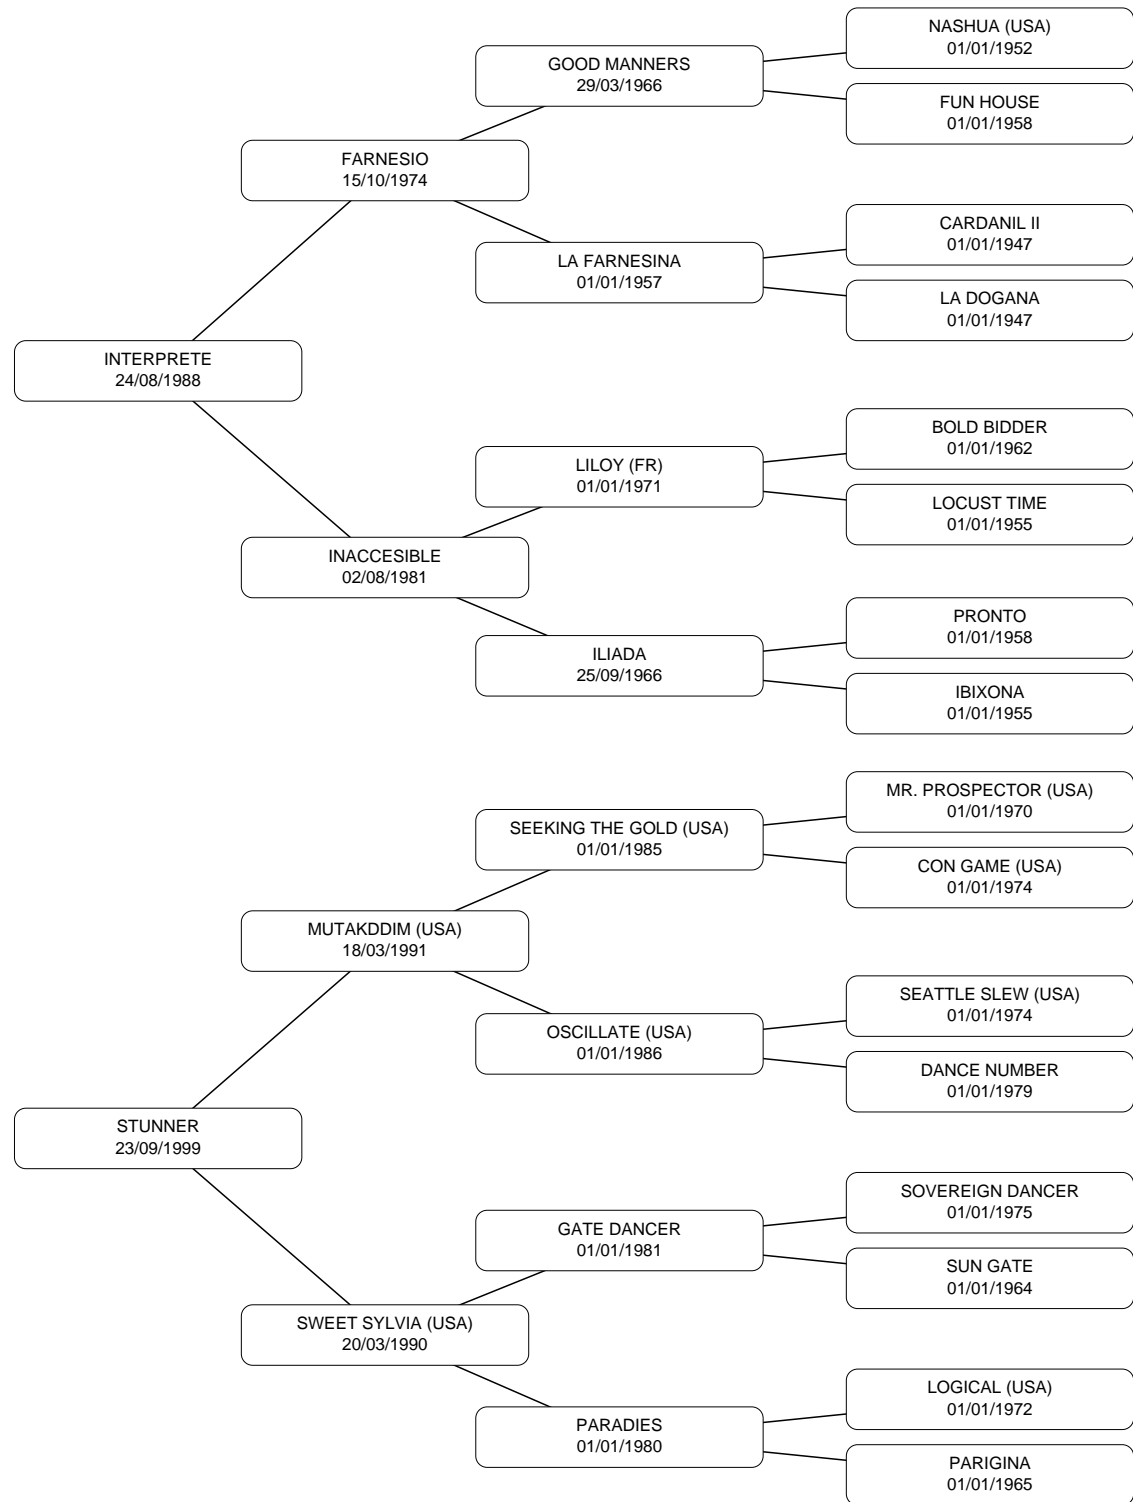 NASHUA (USA)
01/01/1952
GOOD MANNERS
29/03/1966
FUN HOUSE
01/01/1958
FARNESIO
15/10/1974
CARDANIL II
01/01/1947
LA FARNESINA
01/01/1957
LA DOGANA
01/01/1947
INTERPRETE
24/08/1988
BOLD BIDDER
01/01/1962
LILOY (FR)
01/01/1971
LOCUST TIME
01/01/1955
INACCESIBLE
02/08/1981
PRONTO
01/01/1958
ILIADA
25/09/1966
IBIXONA
01/01/1955
MR. PROSPECTOR (USA)
01/01/1970
SEEKING THE GOLD (USA)
01/01/1985
CON GAME (USA)
01/01/1974
MUTAKDDIM (USA)
18/03/1991
SEATTLE SLEW (USA)
01/01/1974
OSCILLATE (USA)
01/01/1986
DANCE NUMBER
01/01/1979
STUNNER
23/09/1999
SOVEREIGN DANCER
01/01/1975
GATE DANCER
01/01/1981
SUN GATE
01/01/1964
SWEET SYLVIA (USA)
20/03/1990
LOGICAL (USA)
01/01/1972
PARADIES
01/01/1980
PARIGINA
01/01/1965